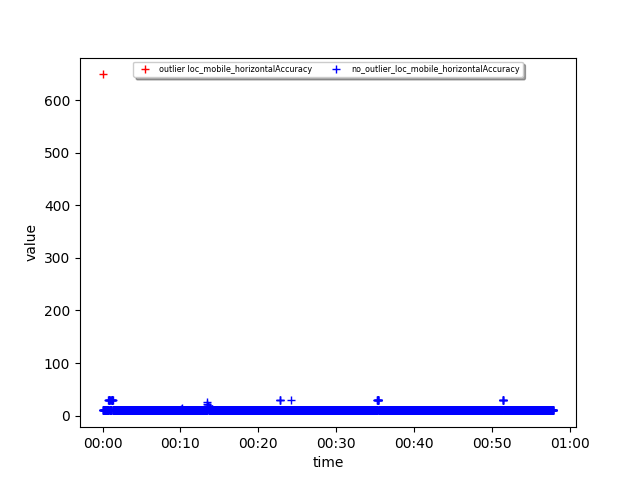 outlier loc_mobile_horizontalAccuracy no_outlier_loc_mobile_horizontalAccuracy
600
500
400
300
200
100
0
value
00:00 00:10 00:20 00:30 00:40 00:50 01:00
time